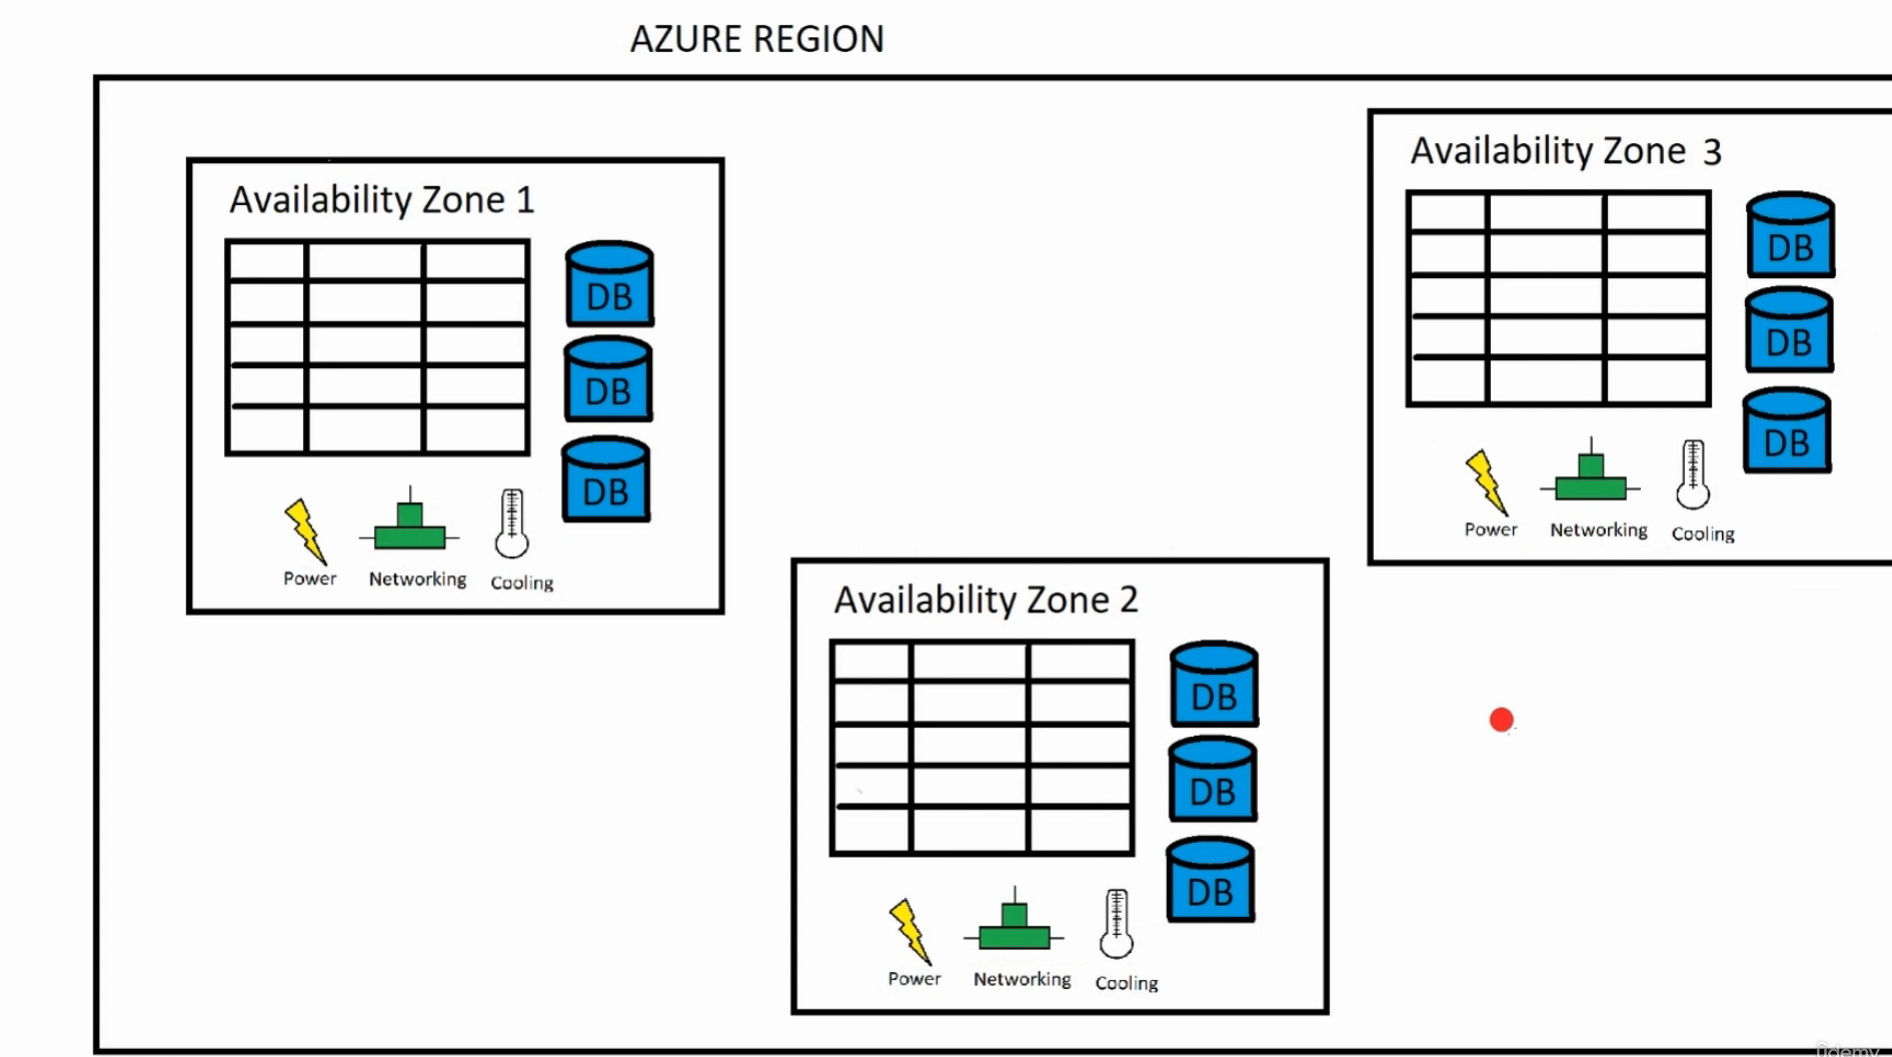 AZURE REGION
Availability Zone 1
DB
DB
DB
Power Networking Cooling
Availability Zone 2
DB
DB
DB
Power Networking Cooling
Availability Zone 3
DB
DB
DB
Power Networking Cooling
ûdemy